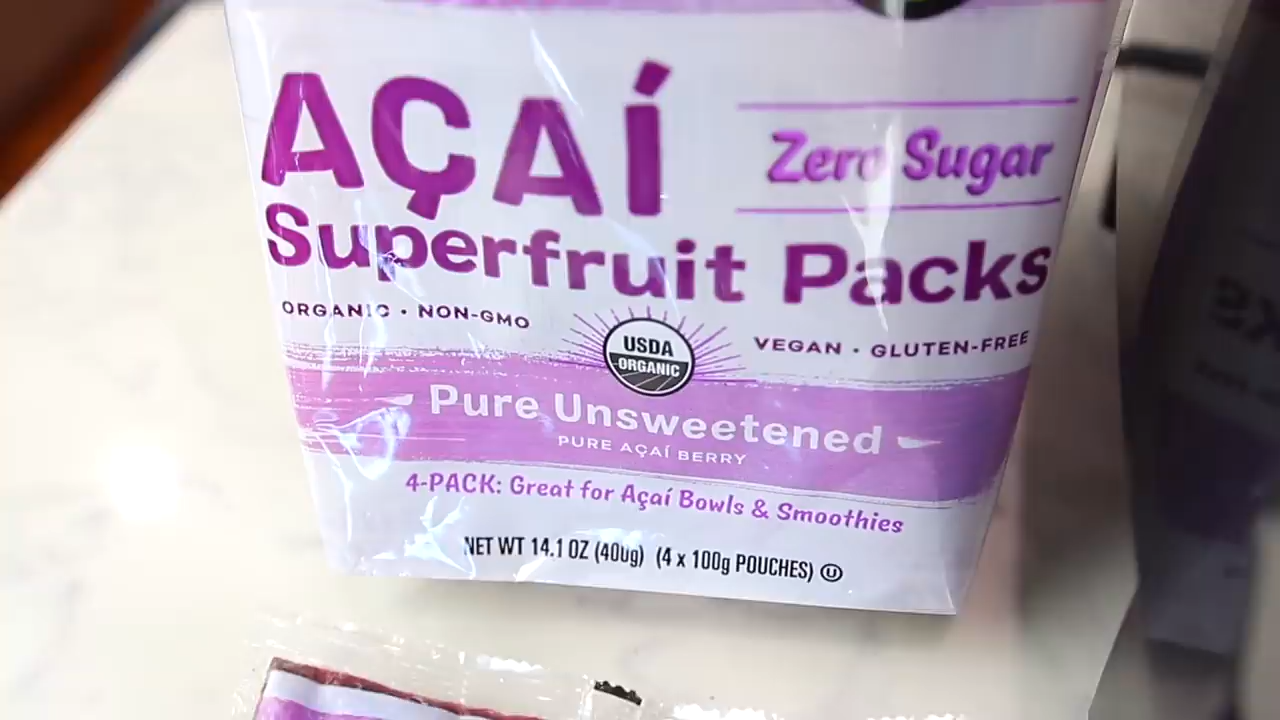 AÇAÍ
Zero Sugar
Superfruit Packs
ORGANIC • NON-GMO
VEGAN • GLUTEN-FREE
USDA
ORGANIC
Pure Unsweetened
PURE AÇAÍ BERRY
4-PACK: Great for Açaí Bowls & Smoothies
NET WT 14.1 OZ (400g) (4 x 100g POUCHES) Ⓤ